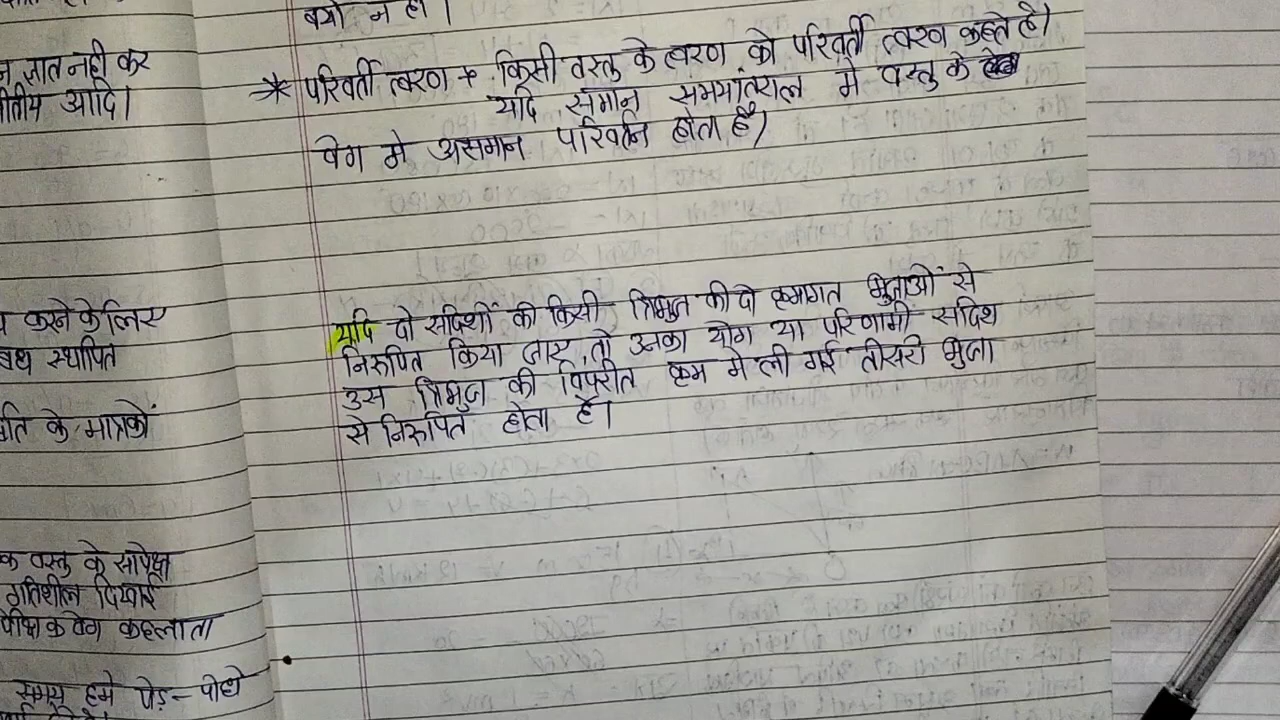 क्यो न हो।
न ज्ञात नही कर
आदि।
* परिवर्ती त्वरण → किसी वस्तु के त्वरण को परिवर्ती त्वरण कहते है।
यदि समान समयांतराल मे वस्तु के
वेग मे असमान परिवर्तन होता है।
करने के लिए
स्थापित
के मात्रकों
यदि दो सदिशों को किसी त्रिभुज की दो क्रमागत भुजाओं से
निरुपित किया जाए, तो उनका योग या परिणामी सदिश
उस त्रिभुज की विपरीत क्रम मे ली गई तीसरी भुजा
से निरुपित होता है।
वस्तु के सापेक्ष
गतिशील दिखाई
वेग कहलाता
समय हमे पेड़ - पौधे